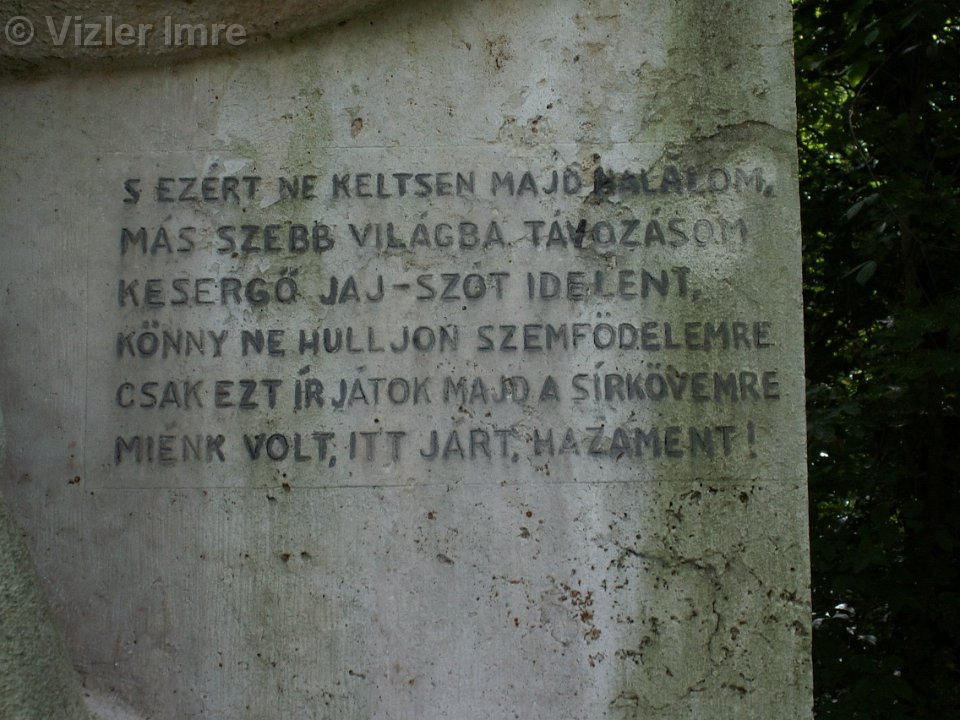 © Vizler Imre
S EZÉRT NE KELTSEN MAJD HALÁLOM,
MÁS SZEBB VILÁGBA TÁVOZÁSOM
KESERGŐ JAJ-SZÓT IDELENT,
KÖNNY NE HULLJON SZEMFÖDELEMRE
CSAK EZT ÍRJÁTOK MAJD A SÍRKÖVEMRE
MIÉNK VOLT, ITT JÁRT, HAZAMENT!